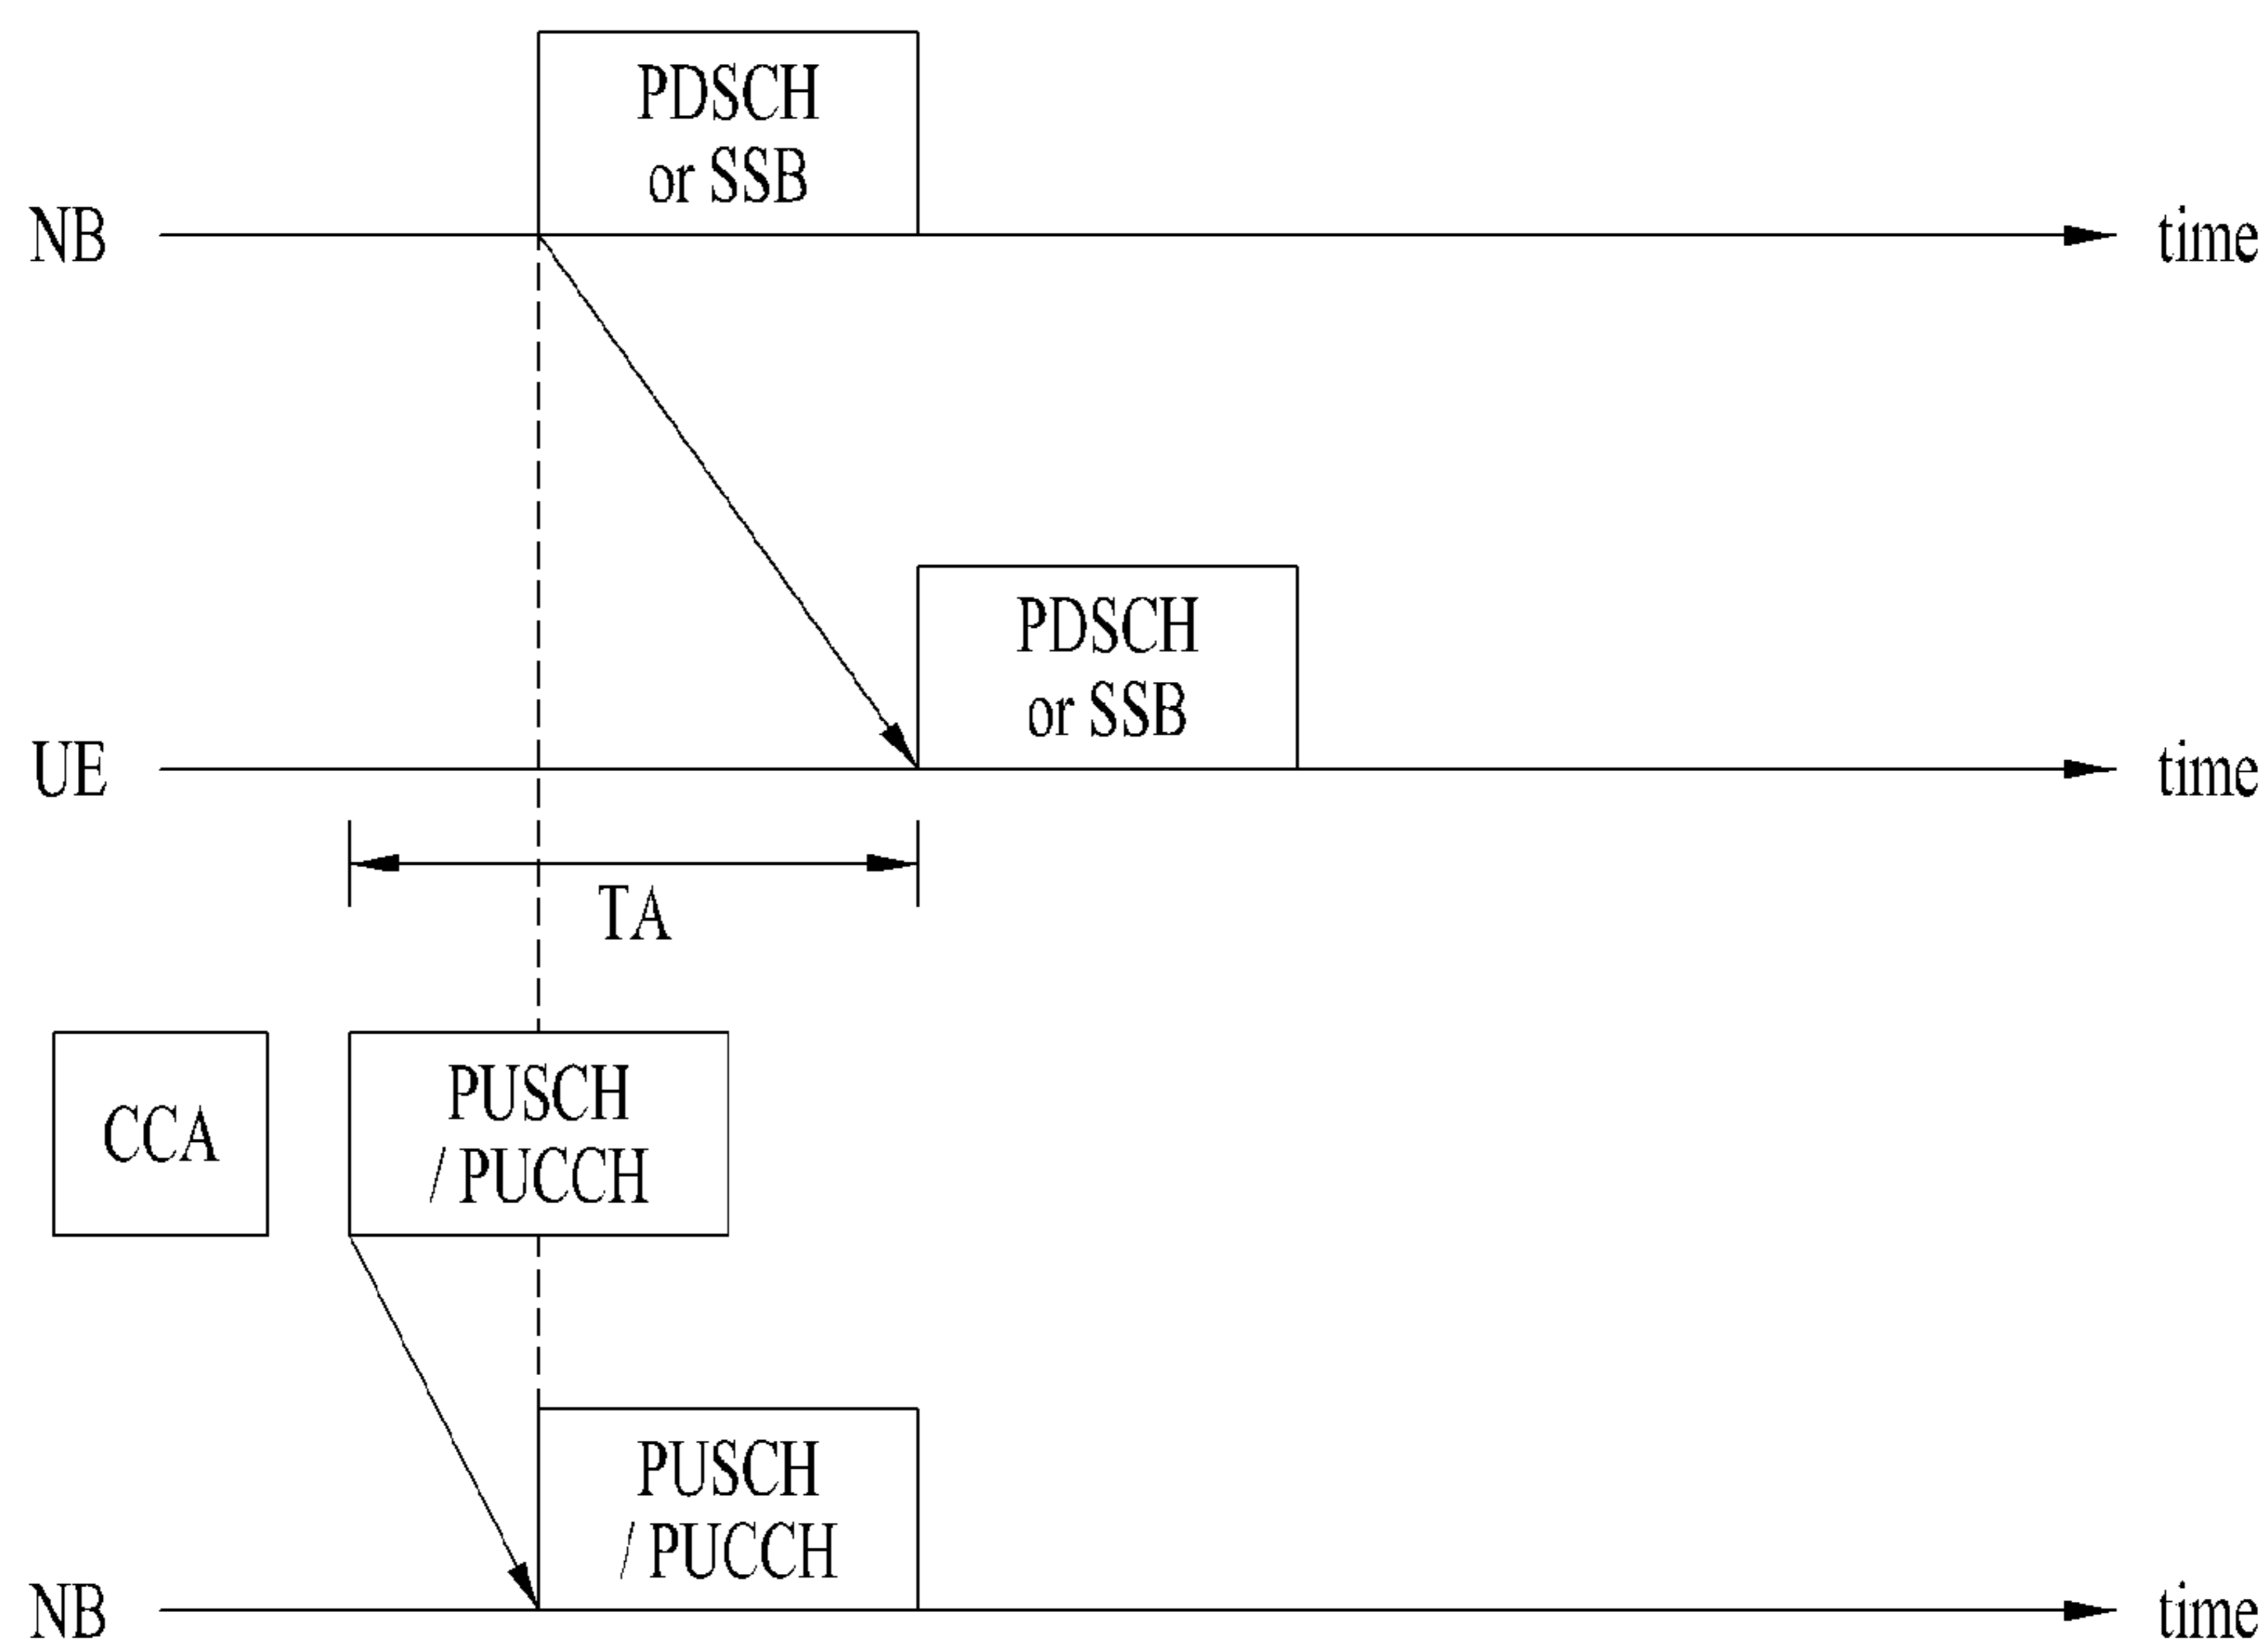 PDSCH
or SSB
NB
time
PDSCH
or SSB
UE
time
TA
CCA
PUSCH
/ PUCCH
PUSCH
/ PUCCH
NB
time